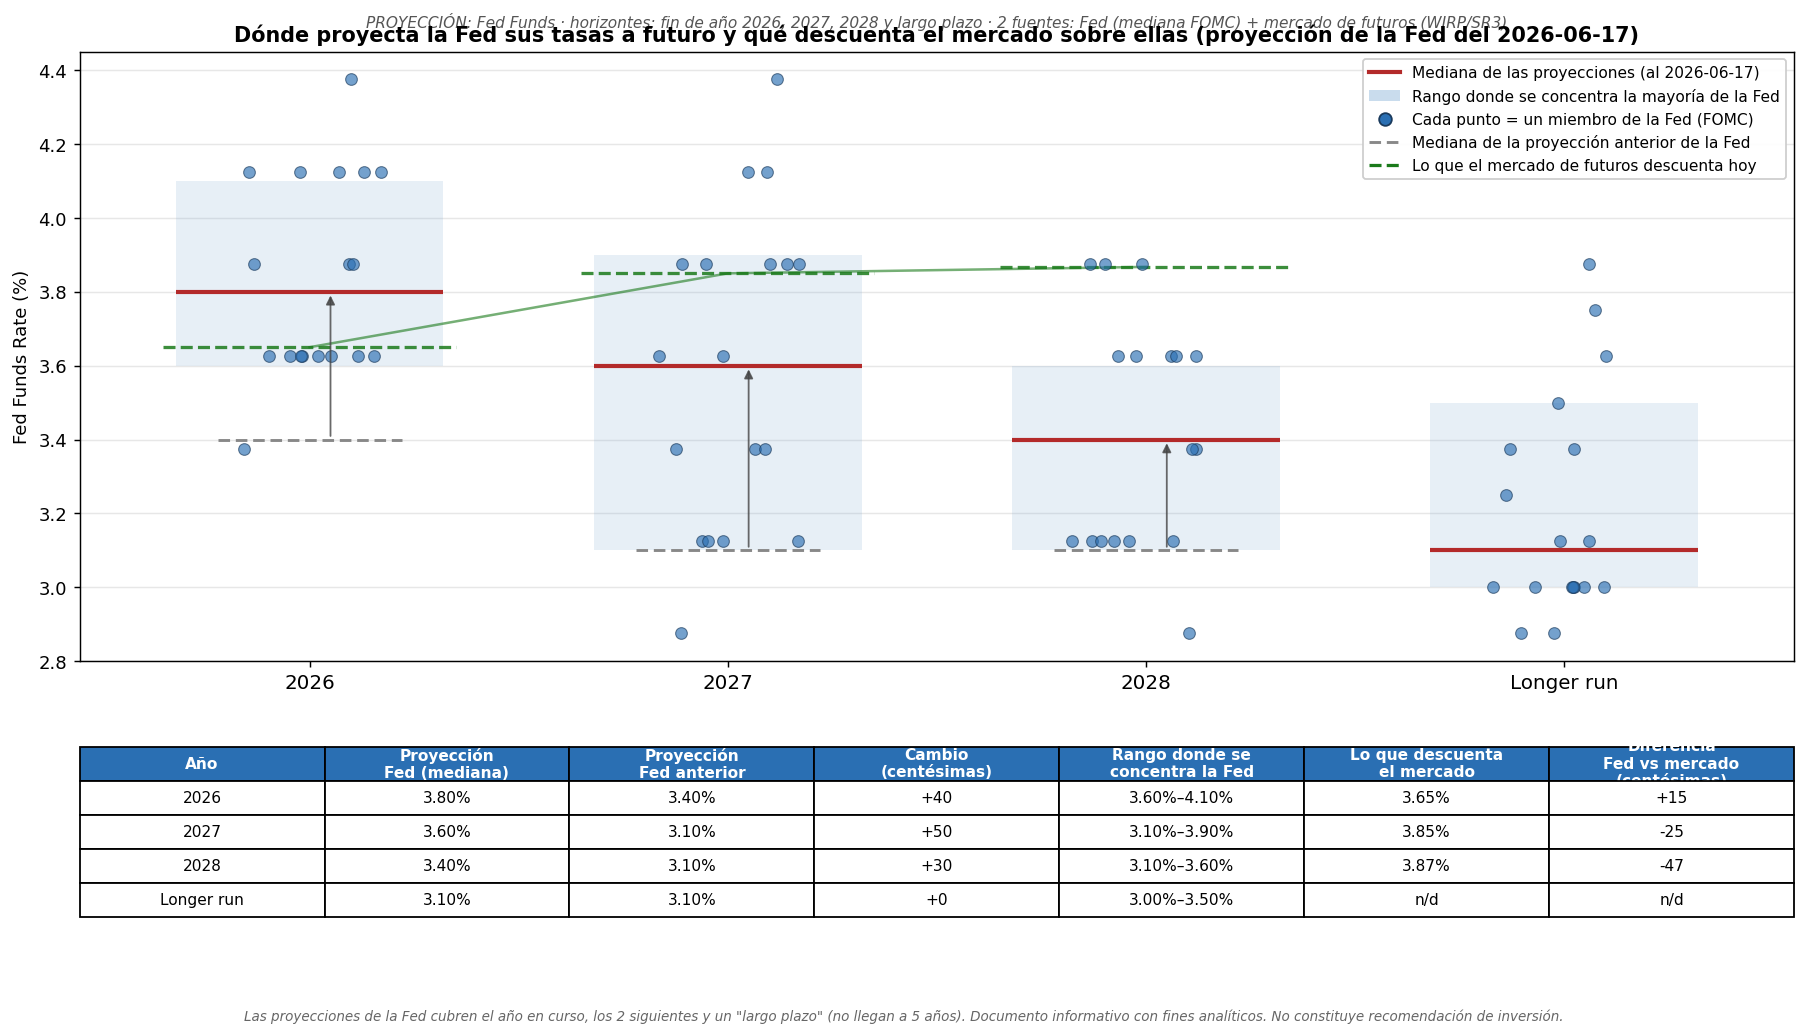 PROYECCIÓN: Fed Funds · horizontes: fin de año 2026, 2027, 2028 y largo plazo · 2 fuentes: Fed (mediana FOMC) + mercado de futuros (WIRP/SR3)
Dónde proyecta la Fed sus tasas a futuro y qué descuenta el mercado sobre ellas (proyección de la Fed del 2026-06-17)
Mediana de las proyecciones (al 2026-06-17)
Rango donde se concentra la mayoría de la Fed
Cada punto = un miembro de la Fed (FOMC)
Mediana de la proyección anterior de la Fed
Lo que el mercado de futuros descuenta hoy
Fed Funds Rate (%)
4.4
4.2
4.0
3.8
3.6
3.4
3.2
3.0
2.8
2026 2027 2028 Longer run
Año | Proyección Fed (mediana) | Proyección Fed anterior | Cambio (centésimas) | Rango donde se concentra la Fed | Lo que descuenta el mercado | Diferencia Fed vs mercado (centésimas)
2026 3.80% 3.40% +40 3.60%–4.10% 3.65% +15
2027 3.60% 3.10% +50 3.10%–3.90% 3.85% -25
2028 3.40% 3.10% +30 3.10%–3.60% 3.87% -47
Longer run 3.10% 3.10% +0 3.00%–3.50% n/d n/d
Las proyecciones de la Fed cubren el año en curso, los 2 siguientes y un "largo plazo" (no llegan a 5 años). Documento informativo con fines analíticos. No constituye recomendación de inversión.